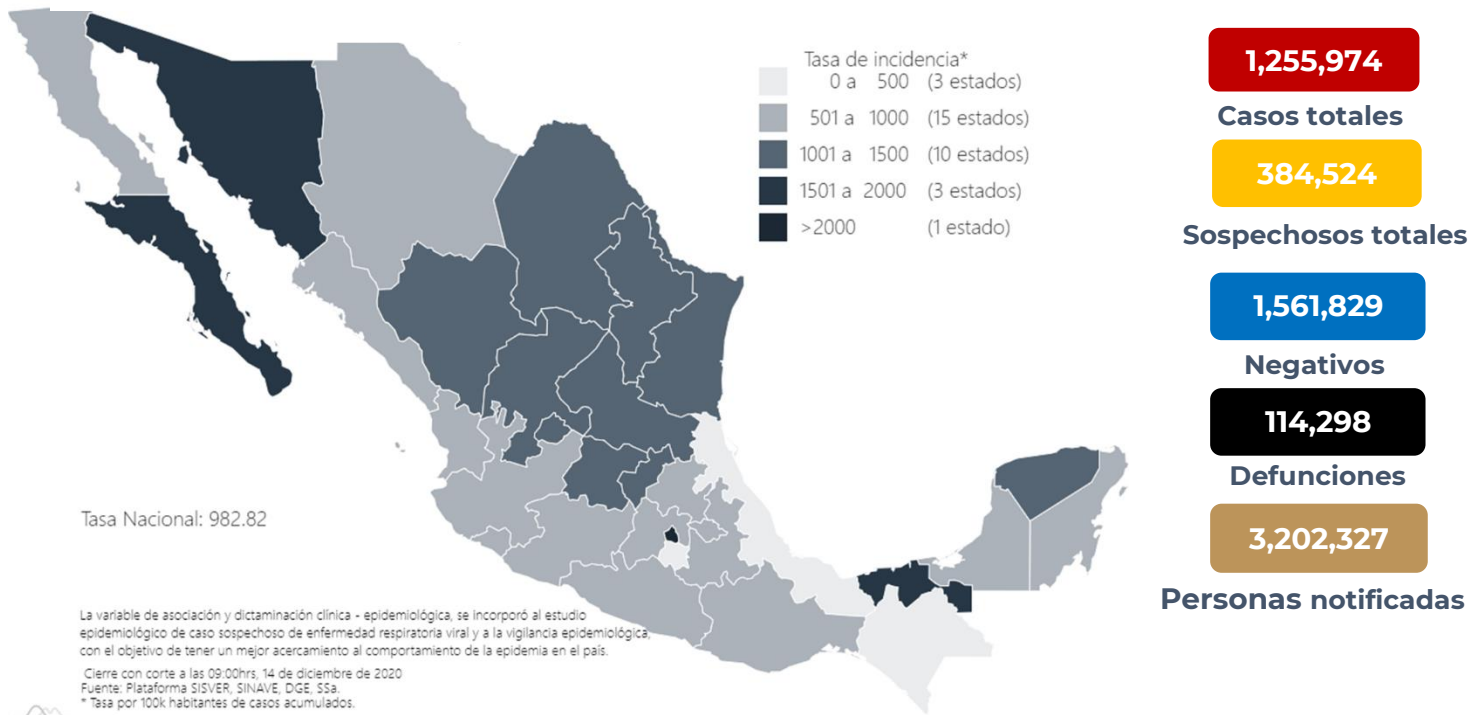 Tasa de incidencia*
0 a 500 (3 estados)
501 a 1000 (15 estados)
1001 a 1500 (10 estados)
1501 a 2000 (3 estados)
>2000 (1 estado)
Tasa Nacional: 982.82
La variable de asociación y dictaminación clínica - epidemiológica, se incorporó al estudio
epidemiológico de caso sospechoso de enfermedad respiratoria viral y a la vigilancia epidemiológica,
con el objetivo de tener un mejor acercamiento al comportamiento de la epidemia en el país.
Cierre con corte a las 09:00hrs, 14 de diciembre de 2020
Fuente: Plataforma SISVER, SINAVE, DGE, SSa.
* Tasa por 100k habitantes de casos acumulados.
1,255,974
Casos totales
384,524
Sospechosos totales
1,561,829
Negativos
114,298
Defunciones
3,202,327
Personas notificadas